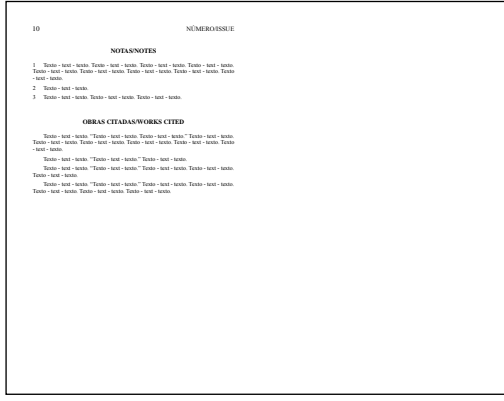 10 NÚMERO/ISSUE
NOTAS/NOTES
1 Texto - text - texto. Texto - text - texto. Texto - text - texto. Texto - text - texto.
Texto - text - texto. Texto - text - texto. Texto - text - texto. Texto - text - texto. Texto
- text - texto.
2 Texto - text - texto.
3 Texto - text - texto. Texto - text - texto. Texto - text - texto.
OBRAS CITADAS/WORKS CITED
Texto - text - texto. "Texto - text - texto. Texto - text - texto." Texto - text - texto.
Texto - text - texto. Texto - text - texto. Texto - text - texto. Texto - text - texto. Texto
- text - texto.
Texto - text - texto. "Texto - text - texto." Texto - text - texto.
Texto - text - texto. "Texto - text - texto." Texto - text - texto. Texto - text - texto.
Texto - text - texto.
Texto - text - texto. "Texto - text - texto." Texto - text - texto. Texto - text - texto.
Texto - text - texto. Texto - text - texto. Texto - text - texto.